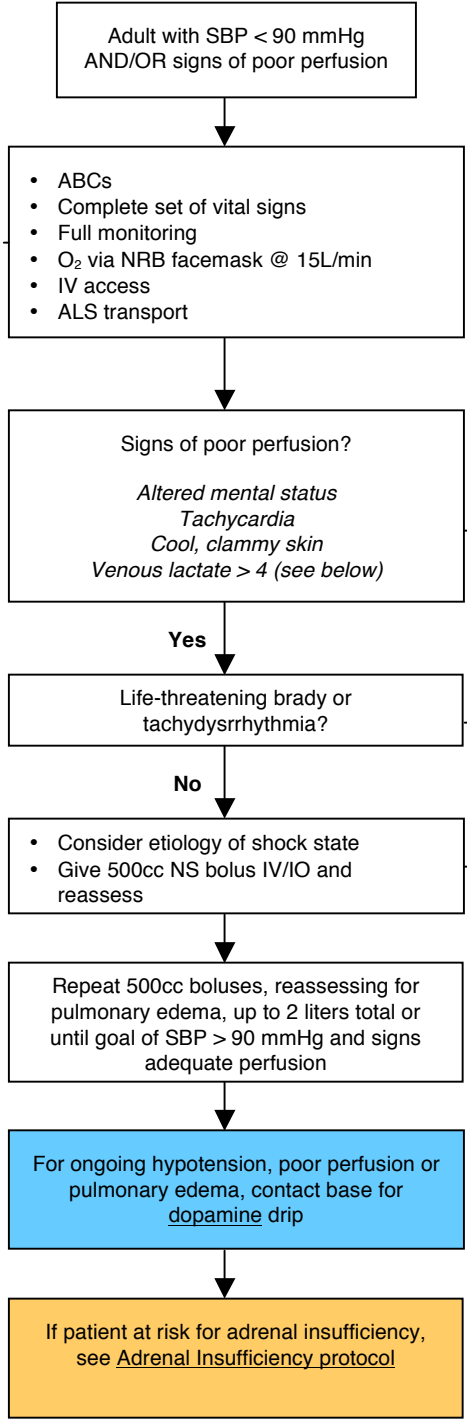 Adult with SBP < 90 mmHg
AND/OR signs of poor perfusion
• ABCs
• Complete set of vital signs
• Full monitoring
• O₂ via NRB facemask @ 15L/min
• IV access
• ALS transport
Signs of poor perfusion?
Altered mental status
Tachycardia
Cool, clammy skin
Venous lactate > 4 (see below)
Yes
Life-threatening brady or
tachydysrrhythmia?
No
• Consider etiology of shock state
• Give 500cc NS bolus IV/IO and
reassess
Repeat 500cc boluses, reassessing for
pulmonary edema, up to 2 liters total or
until goal of SBP > 90 mmHg and signs
adequate perfusion
For ongoing hypotension, poor perfusion or
pulmonary edema, contact base for
dopamine drip
If patient at risk for adrenal insufficiency,
see Adrenal Insufficiency protocol